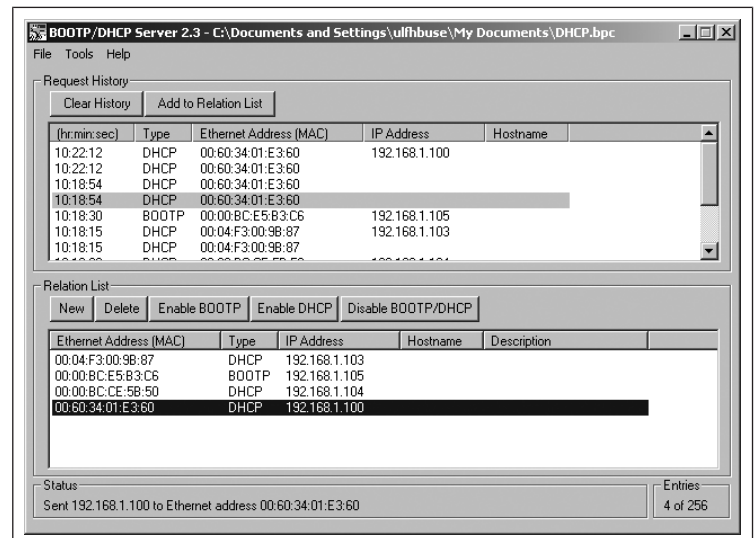 BOOTP/DHCP Server 2.3 - C:\Documents and Settings\ulfhbuse\My Documents\DHCP.bpc
File Tools Help
Request History
Clear History Add to Relation List
(hr:min:sec) Type Ethernet Address (MAC) IP Address Hostname
10:22:12 DHCP 00:60:34:01:E3:60 192.168.1.100
10:22:12 DHCP 00:60:34:01:E3:60
10:18:54 DHCP 00:60:34:01:E3:60
10:18:54 DHCP 00:60:34:01:E3:60
10:18:30 BOOTP 00:00:BC:E5:B3:C6 192.168.1.105
10:18:15 DHCP 00:04:F3:00:9B:87 192.168.1.103
10:18:15 DHCP 00:04:F3:00:9B:87
Relation List
New Delete Enable BOOTP Enable DHCP Disable BOOTP/DHCP
Ethernet Address (MAC) Type IP Address Hostname Description
00:04:F3:00:9B:87 DHCP 192.168.1.103
00:00:BC:E5:B3:C6 BOOTP 192.168.1.105
00:00:BC:CE:5B:50 DHCP 192.168.1.104
00:60:34:01:E3:60 DHCP 192.168.1.100
Status
Sent 192.168.1.100 to Ethernet address 00:60:34:01:E3:60
Entries
4 of 256